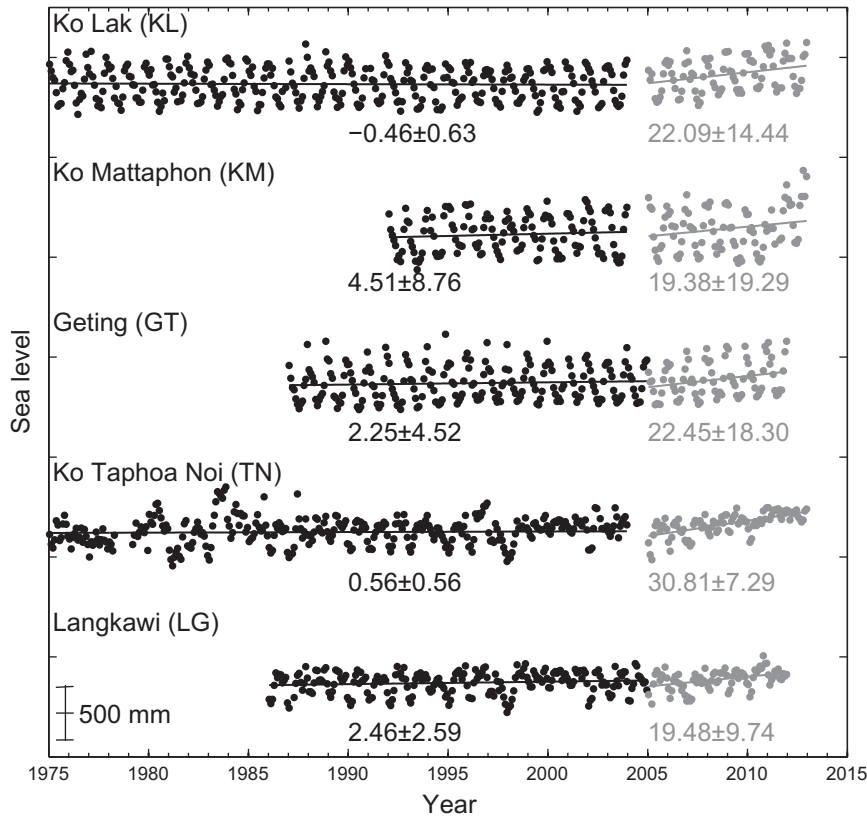 Ko Lak (KL)
−0.46±0.63 22.09±14.44
Ko Mattaphon (KM)
4.51±8.76 19.38±19.29
Geting (GT)
2.25±4.52 22.45±18.30
Sea level
Ko Taphoa Noi (TN)
0.56±0.56 30.81±7.29
Langkawi (LG)
500 mm
2.46±2.59 19.48±9.74
1975 1980 1985 1990 1995 2000 2005 2010 2015
Year